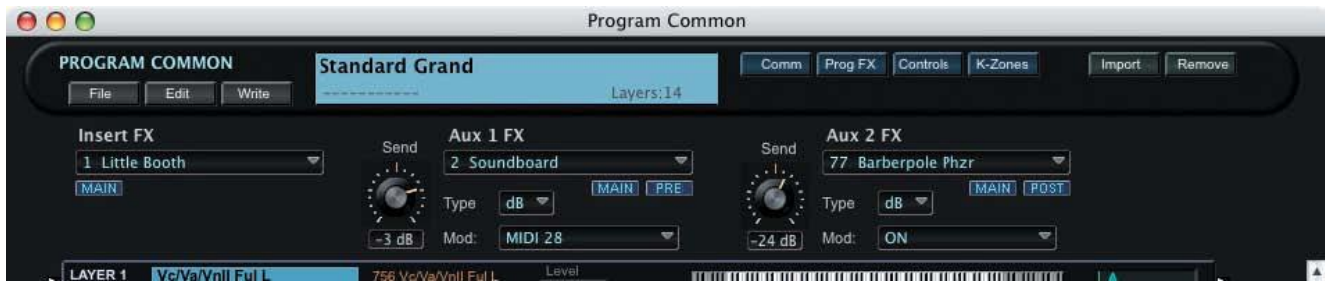 Program Common
PROGRAM COMMON
Standard Grand
Comm Prog FX Controls K-Zones Import Remove
File Edit Write
----------- Layers:14
Insert FX Send Aux 1 FX Send Aux 2 FX
1 Little Booth 2 Soundboard 77 Barberpole Phzr
MAIN MAIN PRE MAIN POST
Type dB Type dB
-3 dB Mod: MIDI 28 -24 dB Mod: ON
LAYER 1 Vc/Va/VnII Ful L 756 Vc/Va/VnII Ful L Level